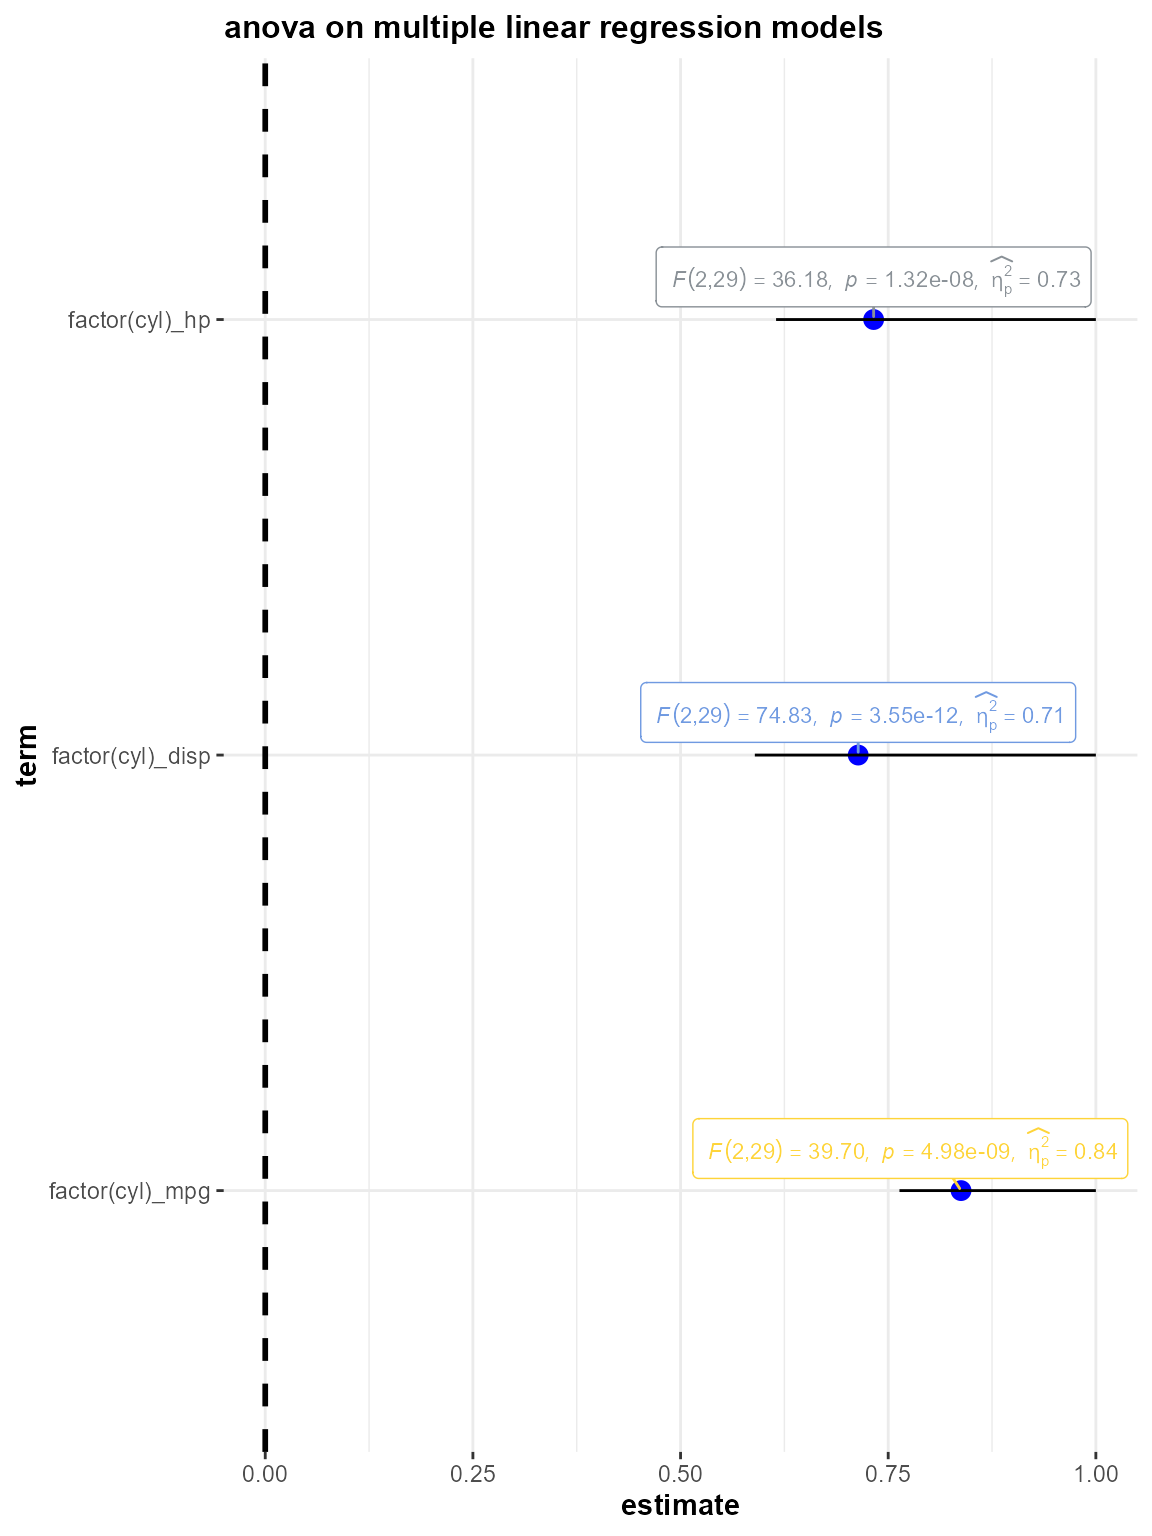 anova on multiple linear regression models
F(2,29) = 36.18, p = 1.32e-08, η̂²ₚ = 0.73
factor(cyl)_hp
F(2,29) = 74.83, p = 3.55e-12, η̂²ₚ = 0.71
factor(cyl)_disp
term
F(2,29) = 39.70, p = 4.98e-09, η̂²ₚ = 0.84
factor(cyl)_mpg
0.00 0.25 0.50 0.75 1.00
estimate